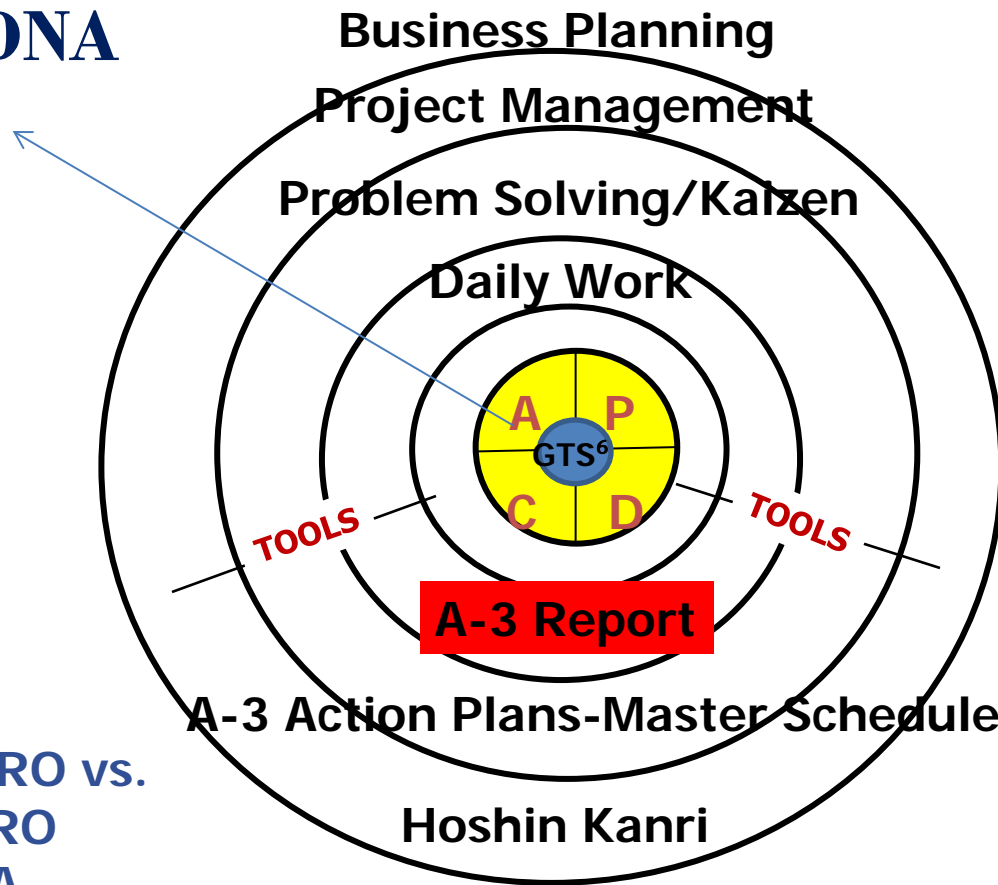 DNA
Business Planning
Project Management
Problem Solving/Kaizen
Daily Work
A P
GTS⁶
C D
TOOLS
TOOLS
A-3 Report
A-3 Action Plans-Master Schedule
RO vs.
Hoshin Kanri
RO
A